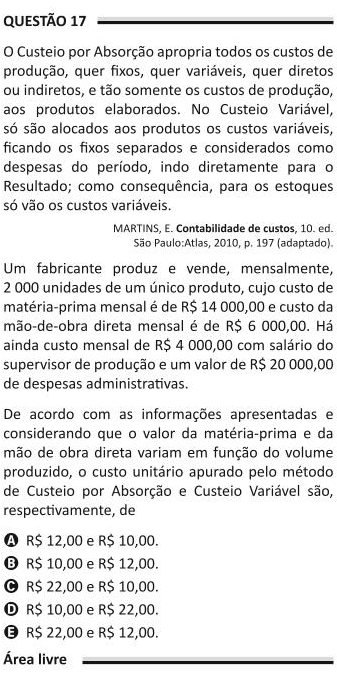 QUESTÃO 17
O Custeio por Absorção apropria todos os custos de
produção, quer fixos, quer variáveis, quer diretos
ou indiretos, e tão somente os custos de produção,
aos produtos elaborados. No Custeio Variável,
só são alocados aos produtos os custos variáveis,
ficando os fixos separados e considerados como
despesas do período, indo diretamente para o
Resultado; como consequência, para os estoques
só vão os custos variáveis.
MARTINS, E. Contabilidade de custos, 10. ed.
São Paulo:Atlas, 2010, p. 197 (adaptado).
Um fabricante produz e vende, mensalmente,
2 000 unidades de um único produto, cujo custo de
matéria-prima mensal é de R$ 14 000,00 e custo da
mão-de-obra direta mensal é de R$ 6 000,00. Há
ainda custo mensal de R$ 4 000,00 com salário do
supervisor de produção e um valor de R$ 20 000,00
de despesas administrativas.
De acordo com as informações apresentadas e
considerando que o valor da matéria-prima e da
mão de obra direta variam em função do volume
produzido, o custo unitário apurado pelo método
de Custeio por Absorção e Custeio Variável são,
respectivamente, de
A R$ 12,00 e R$ 10,00.
B R$ 10,00 e R$ 12,00.
C R$ 22,00 e R$ 10,00.
D R$ 10,00 e R$ 22,00.
E R$ 22,00 e R$ 12,00.
Área livre